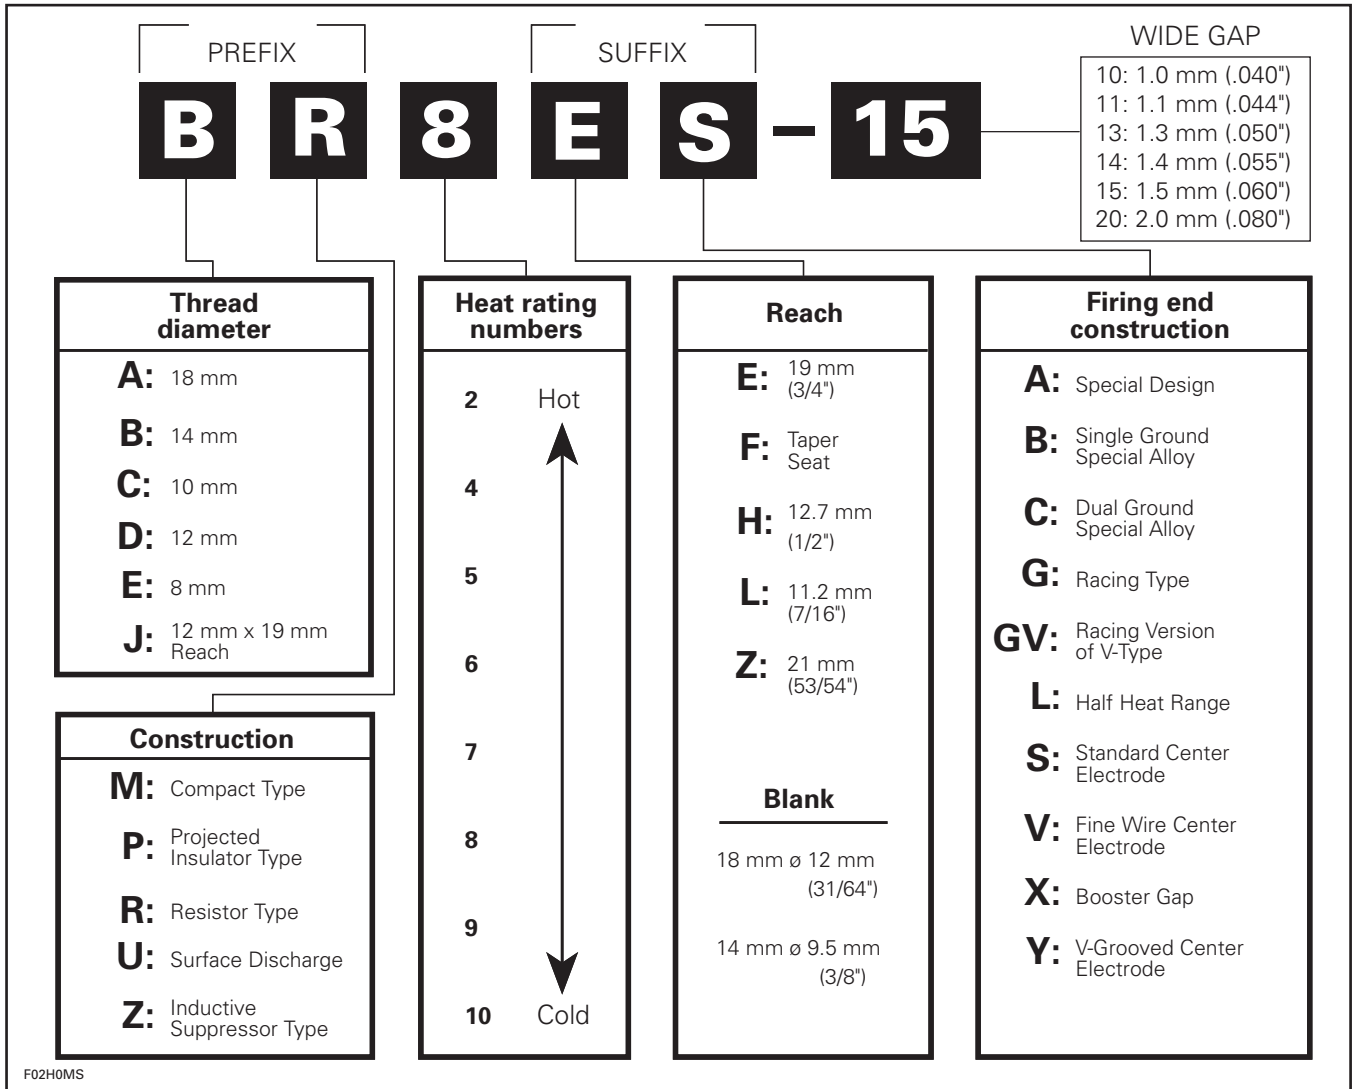 PREFIX
SUFFIX
WIDE GAP
B R 8 E S - 15
10: 1.0 mm (.040")
11: 1.1 mm (.044")
13: 1.3 mm (.050")
14: 1.4 mm (.055")
15: 1.5 mm (.060")
20: 2.0 mm (.080")
Thread
diameter
A: 18 mm
B: 14 mm
C: 10 mm
D: 12 mm
E: 8 mm
J: 12 mm x 19 mm
Reach
Construction
M: Compact Type
P: Projected
Insulator Type
R: Resistor Type
U: Surface Discharge
Z: Inductive
Suppressor Type
Heat rating
numbers
2 Hot
4
5
6
7
8
9
10 Cold
Reach
E: 19 mm
(3/4")
F: Taper
Seat
H: 12.7 mm
(1/2")
L: 11.2 mm
(7/16")
Z: 21 mm
(53/54")
Blank
18 mm ø 12 mm
(31/64")
14 mm ø 9.5 mm
(3/8")
Firing end
construction
A: Special Design
B: Single Ground
Special Alloy
C: Dual Ground
Special Alloy
G: Racing Type
GV: Racing Version
of V-Type
L: Half Heat Range
S: Standard Center
Electrode
V: Fine Wire Center
Electrode
X: Booster Gap
Y: V-Grooved Center
Electrode
F02H0MS